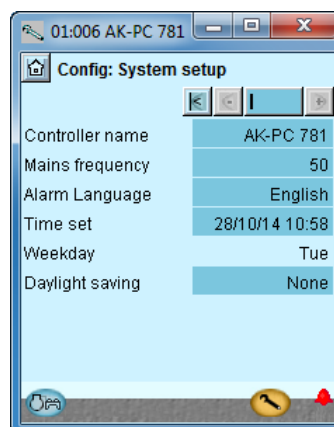 01:006 AK-PC 781
Config: System setup
Controller name AK-PC 781
Mains frequency 50
Alarm Language English
Time set 28/10/14 10:58
Weekday Tue
Daylight saving None